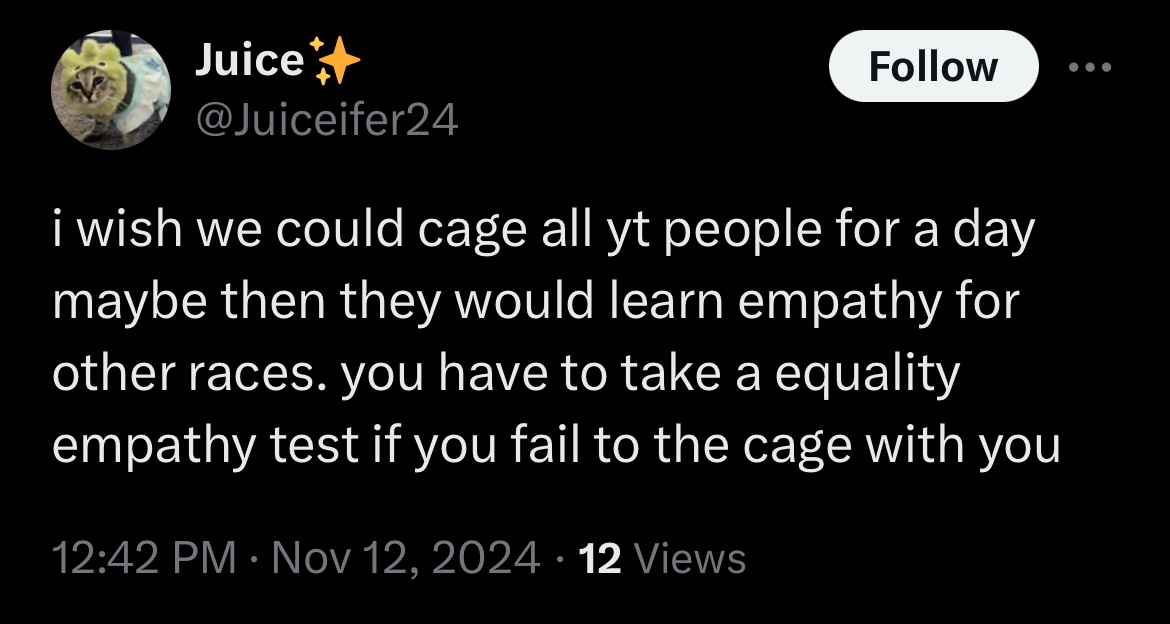 Juice✨
@Juiceifer24
Follow
i wish we could cage all yt people for a day
maybe then they would learn empathy for
other races. you have to take a equality
empathy test if you fail to the cage with you
12:42 PM · Nov 12, 2024 · 12 Views